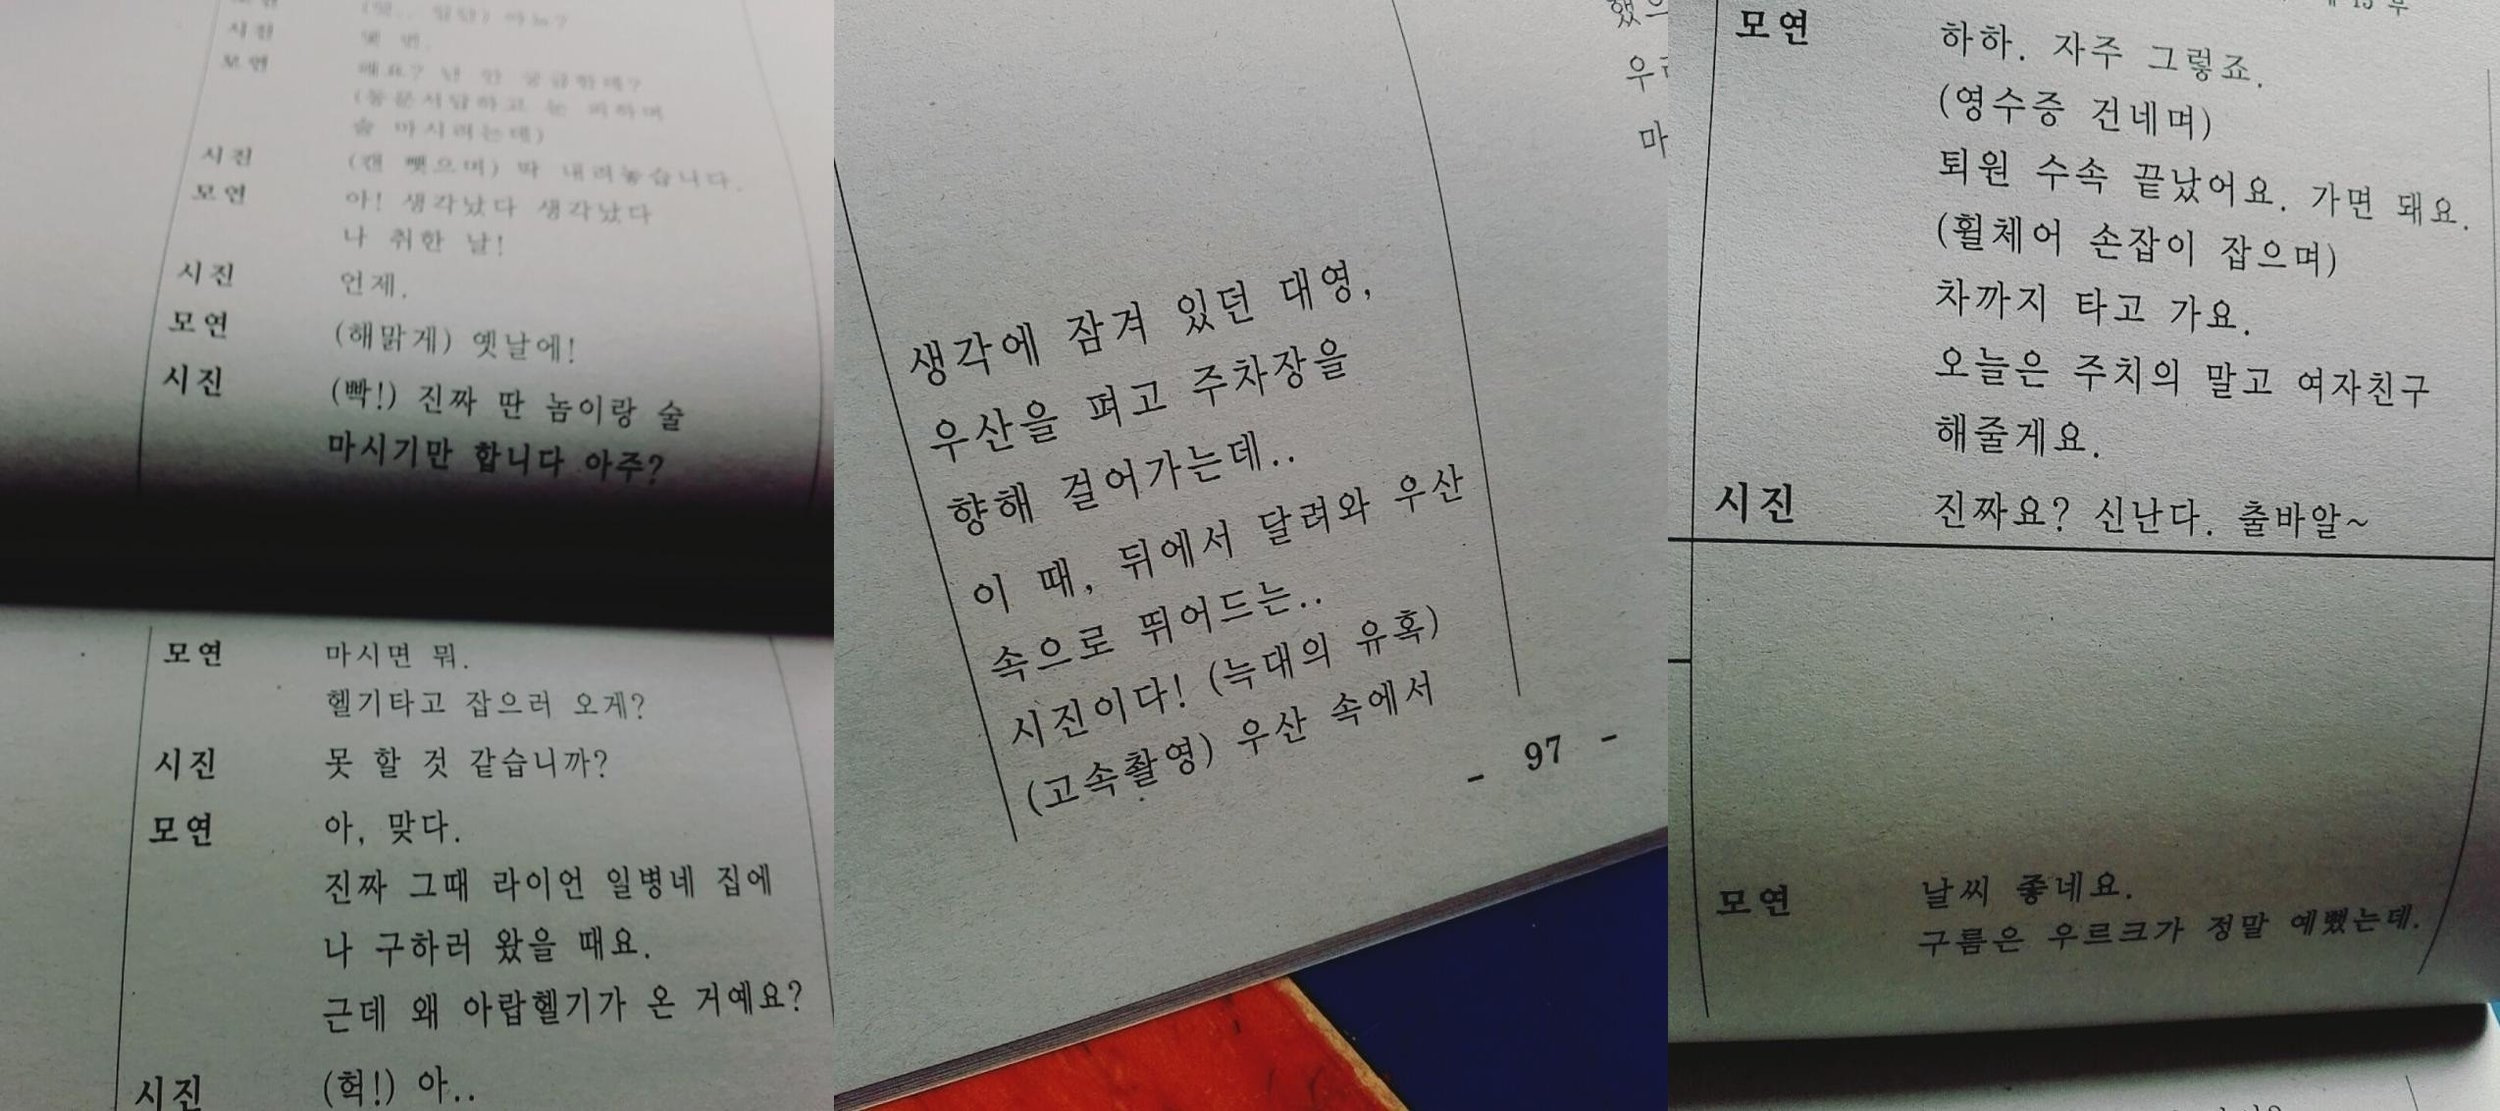 시진
모연
시진
모연
아! 생각났다 생각났다
나 취한 날!
시진
언제.
모연
(해맑게) 옛날에!
시진
(빡!) 진짜 딴 놈이랑 술
마시기만 합니다 아주?
모연
마시면 뭐.
헬기타고 잡으러 오게?
시진
못 할 것 같습니까?
모연
아, 맞다.
진짜 그때 라이언 일병네 집에
나 구하러 왔을 때요.
근데 왜 아랍헬기가 온 거예요?
시진
(헉!) 아..
생각에 잠겨 있던 대영,
우산을 펴고 주차장을
향해 걸어가는데..
이 때, 뒤에서 달려와 우산
속으로 뛰어드는..
시진이다! (늑대의 유혹)
(고속촬영) 우산 속에서
- 97 -
모연
하하. 자주 그렇죠.
(영수증 건네며)
퇴원 수속 끝났어요. 가면 돼요.
(휠체어 손잡이 잡으며)
차까지 타고 가요.
오늘은 주치의 말고 여자친구
해줄게요.
시진
진짜요? 신난다. 출바알~
모연
날씨 좋네요.
구름은 우르크가 정말 예뻤는데.